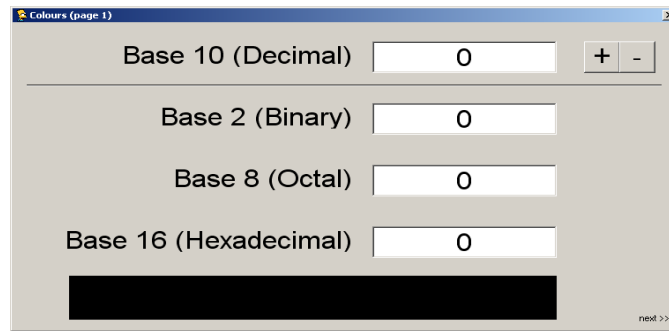 Colours (page 1)
Base 10 (Decimal) 0 + -
Base 2 (Binary) 0
Base 8 (Octal) 0
Base 16 (Hexadecimal) 0
next >>